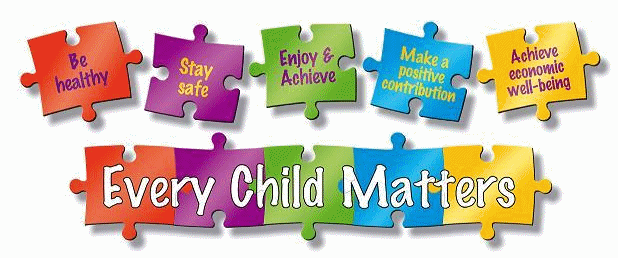 Be
healthy
Stay
safe
Enjoy &
Achieve
Make a
positive
contribution
Achieve
economic
well-being
Every Child Matters